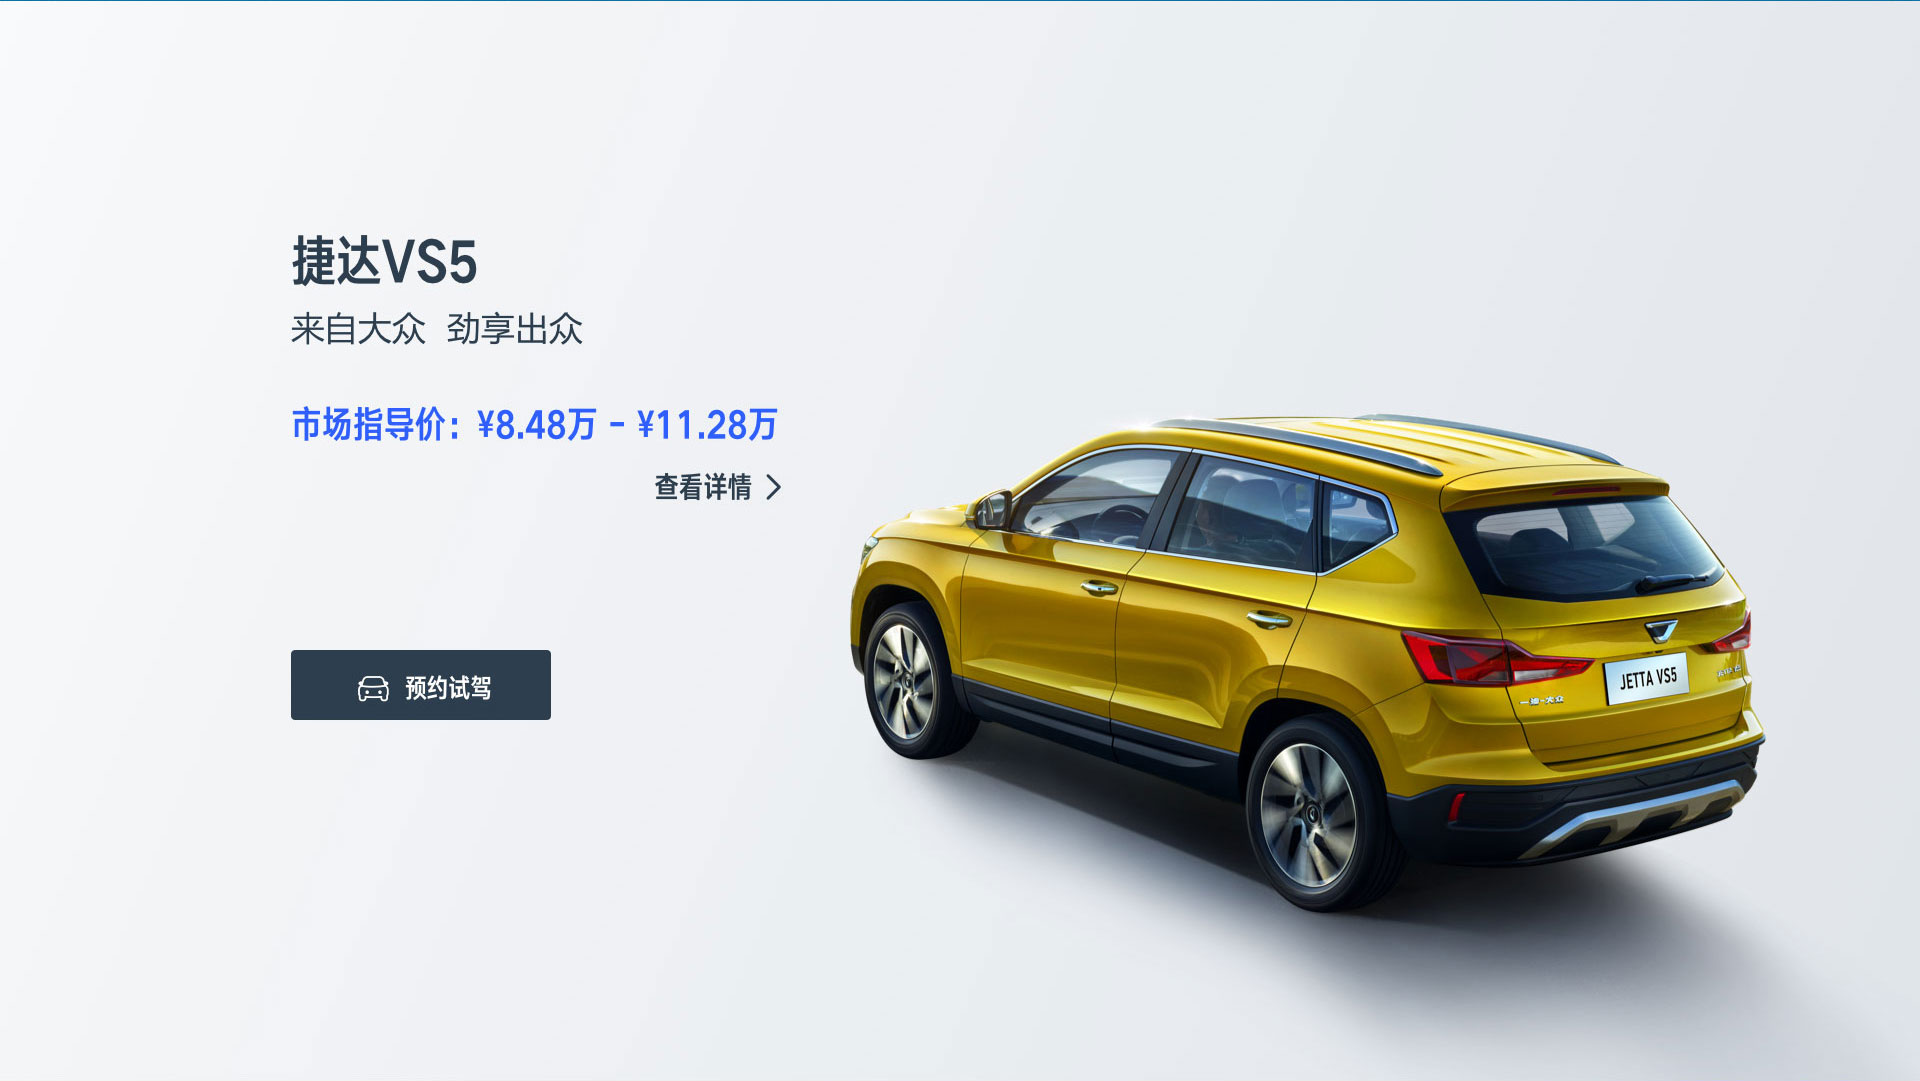 捷达VS5
来自大众 劲享出众
市场指导价：¥8.48万 - ¥11.28万
查看详情
预约试驾
JETTA VS5
一汽-大众